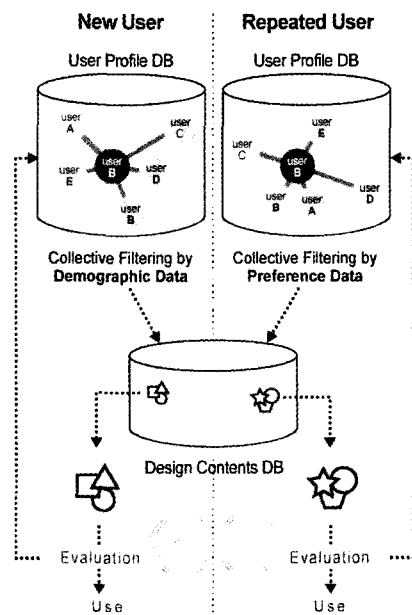 New User
Repeated User
User Profile DB
User Profile DB
user
A
user
C
user
B
user
E
user
D
user
B
user
E
user
C
user
B
user
B
user
A
user
D
Collective Filtering by
Demographic Data
Collective Filtering by
Preference Data
Design Contents DB
Evaluation
Evaluation
Use
Use